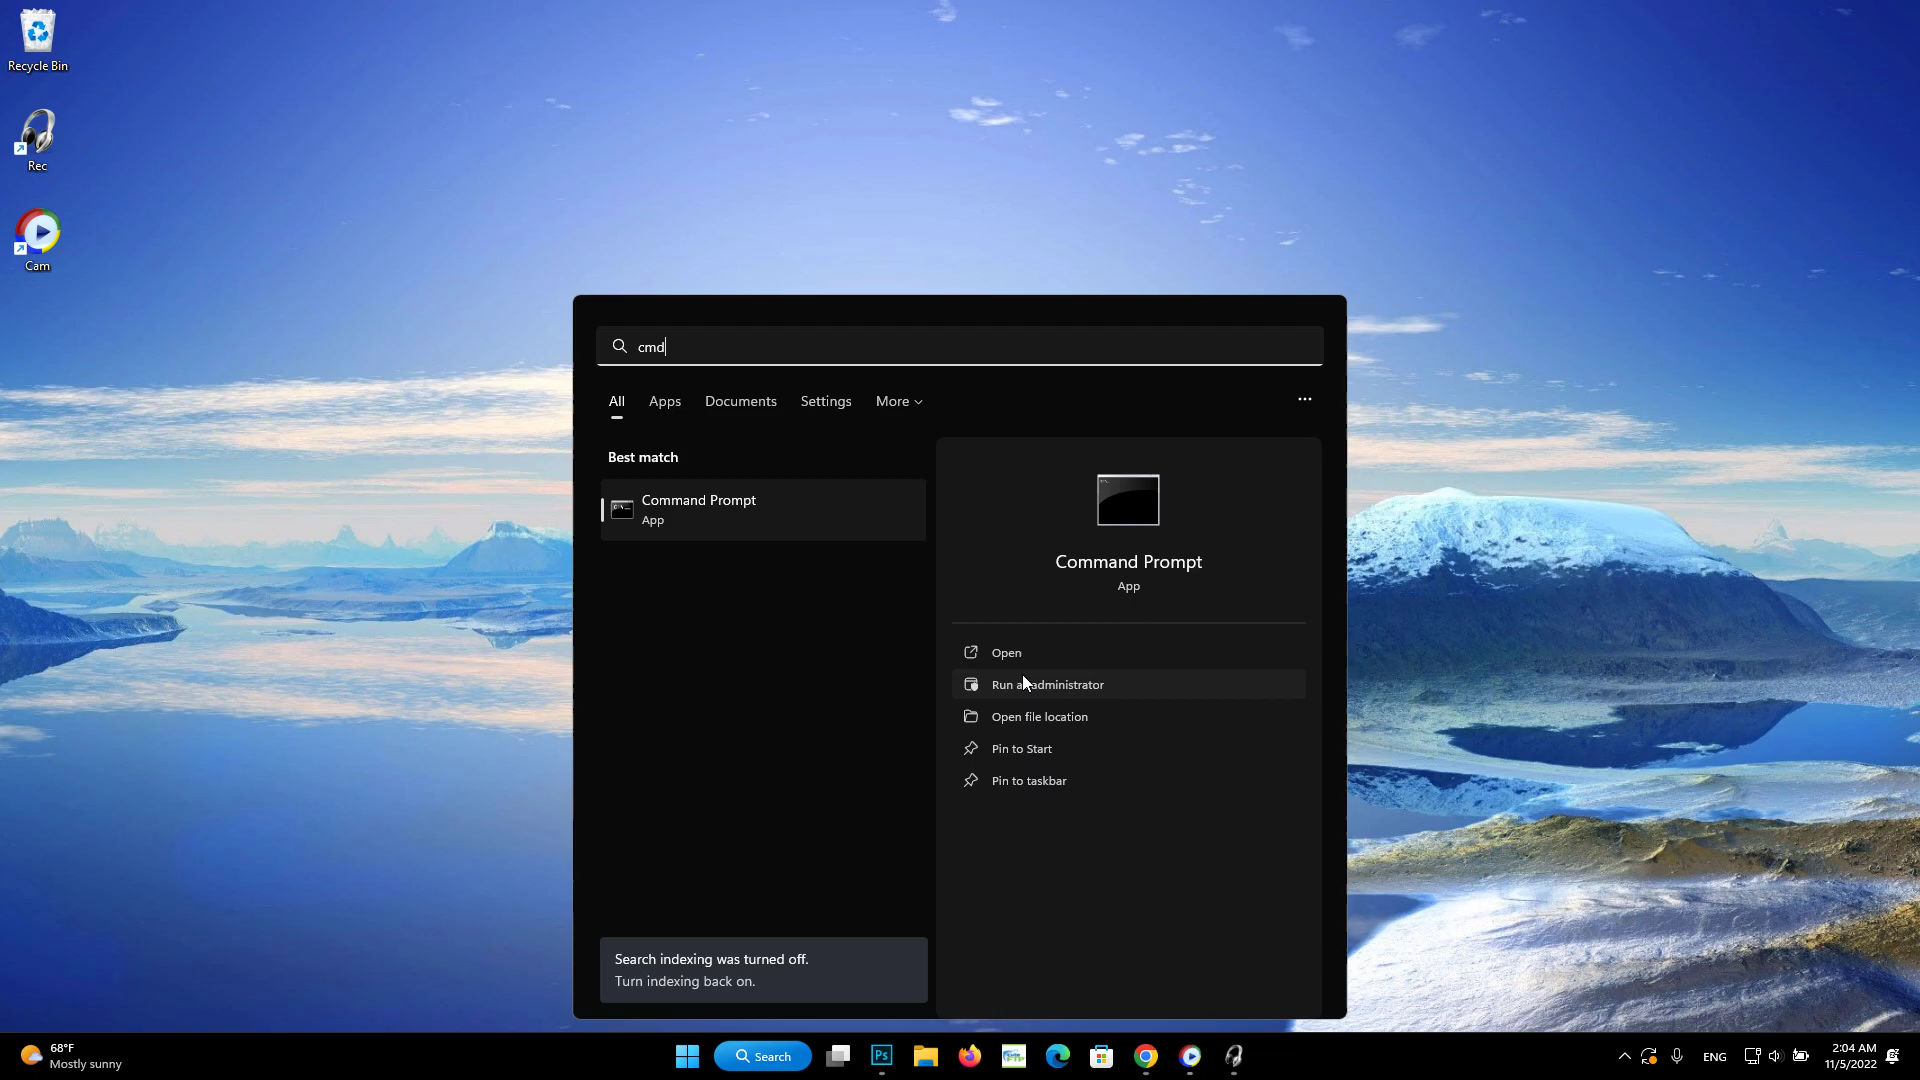 Recycle Bin
Rec
Cam
cmd
All Apps Documents Settings More
Best match
Command Prompt
App
Command Prompt
App
Open
Run as administrator
Open file location
Pin to Start
Pin to taskbar
Search indexing was turned off.
Turn indexing back on.
68°F
Mostly sunny
Search
Ps
FTP
ENG
2:04 AM
11/5/2022